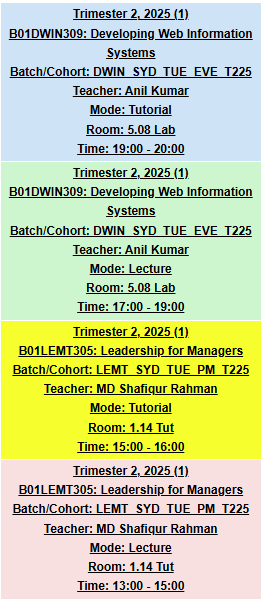 Trimester 2, 2025 (1)
B01DWIN309: Developing Web Information
Systems
Batch/Cohort: DWIN_SYD_TUE_EVE_T225
Teacher: Anil Kumar
Mode: Tutorial
Room: 5.08 Lab
Time: 19:00 - 20:00
Trimester 2, 2025 (1)
B01DWIN309: Developing Web Information
Systems
Batch/Cohort: DWIN_SYD_TUE_EVE_T225
Teacher: Anil Kumar
Mode: Lecture
Room: 5.08 Lab
Time: 17:00 - 19:00
Trimester 2, 2025 (1)
B01LEMT305: Leadership for Managers
Batch/Cohort: LEMT_SYD_TUE_PM_T225
Teacher: MD Shafiqur Rahman
Mode: Tutorial
Room: 1.14 Tut
Time: 15:00 - 16:00
Trimester 2, 2025 (1)
B01LEMT305: Leadership for Managers
Batch/Cohort: LEMT_SYD_TUE_PM_T225
Teacher: MD Shafiqur Rahman
Mode: Lecture
Room: 1.14 Tut
Time: 13:00 - 15:00